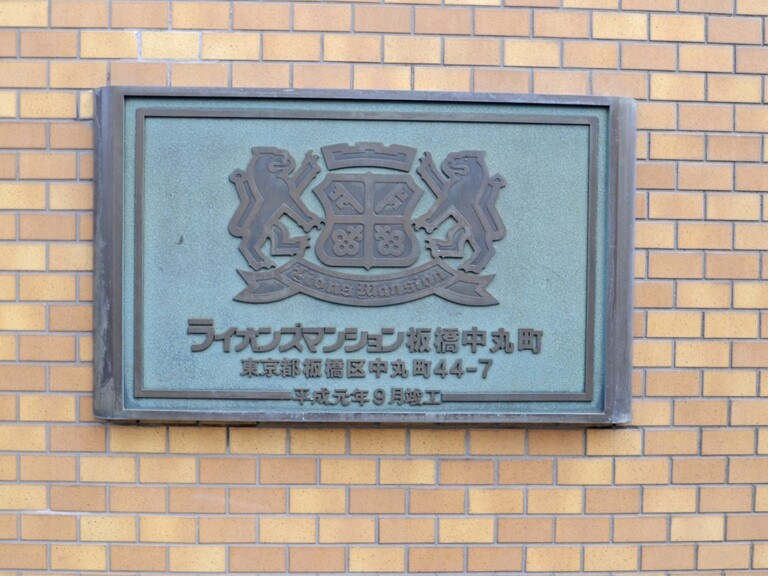 Lions Mansion
ライオンズマンション板橋中丸町
東京都板橋区中丸町44-7
平成元年9月竣工